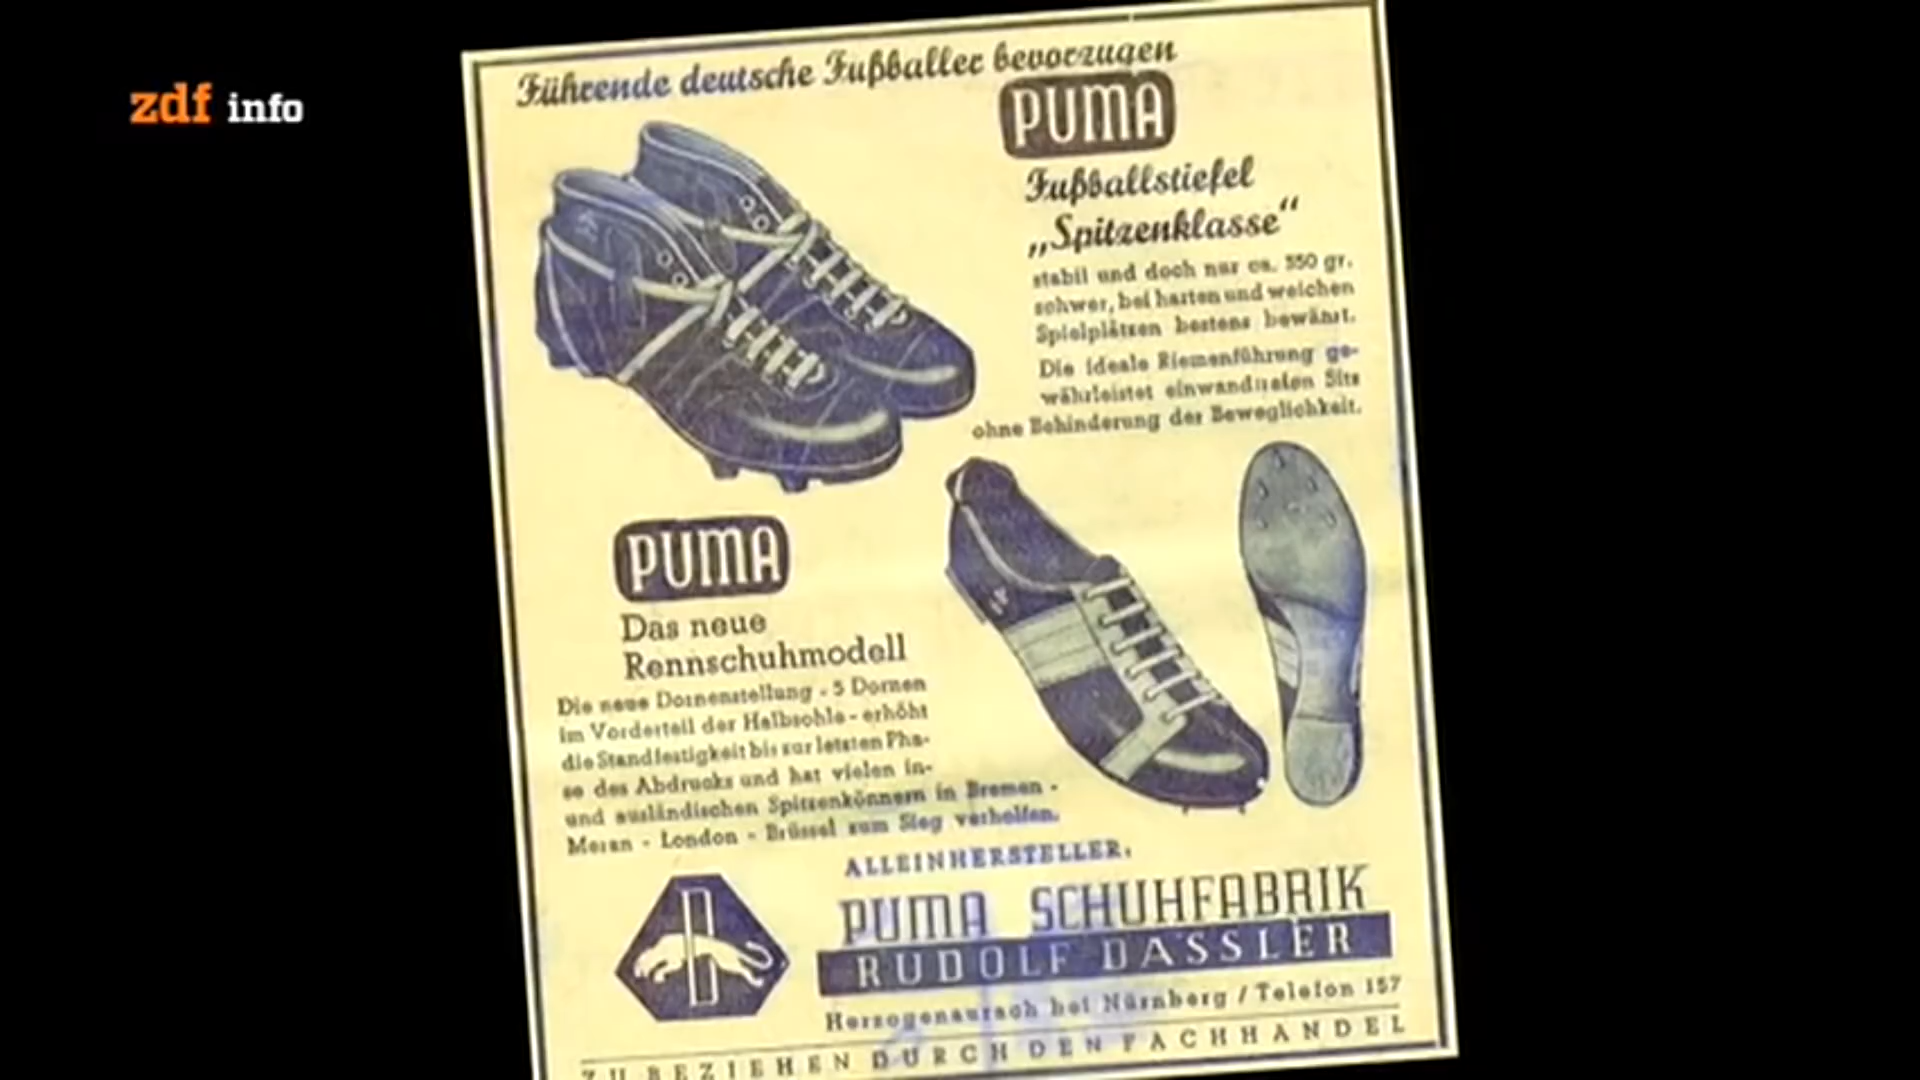 zdf info
Führende deutsche Fußballer bevorzugen
PUMA
Fußballstiefel
„Spitzenklasse“
stabil und doch nur ca. 350 gr.
schwer, bei harten und weichen
Spielplätzen bestens bewährt.
Die ideale Riemenführung ge-
währleistet einwandfreien Sitz
ohne Behinderung der Beweglichkeit.
PUMA
Das neue
Rennschuhmodell
Die neue Dornenstellung - 5 Dornen
im Vorderteil der Halbsohle - erhöht
die Standfestigkeit bis zur letzten Pha-
se des Abdrucks und hat vielen in-
und ausländischen Spitzenkönnern in Bremen -
Meran - London - Brüssel zum Sieg verholfen.
ALLEINHERSTELLER:
PUMA SCHUHFABRIK
RUDOLF DASSLER
Herzogenaurach bei Nürnberg / Telefon 157
ZU BEZIEHEN DURCH DEN FACHHANDEL